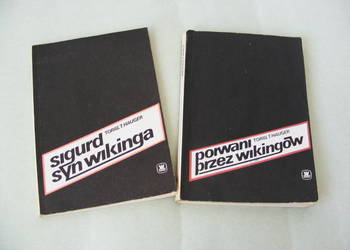 sigurd
syn wikinga
TORILL T. HAUGER
porwani
przez wikingów
TORILL T. HAUGER